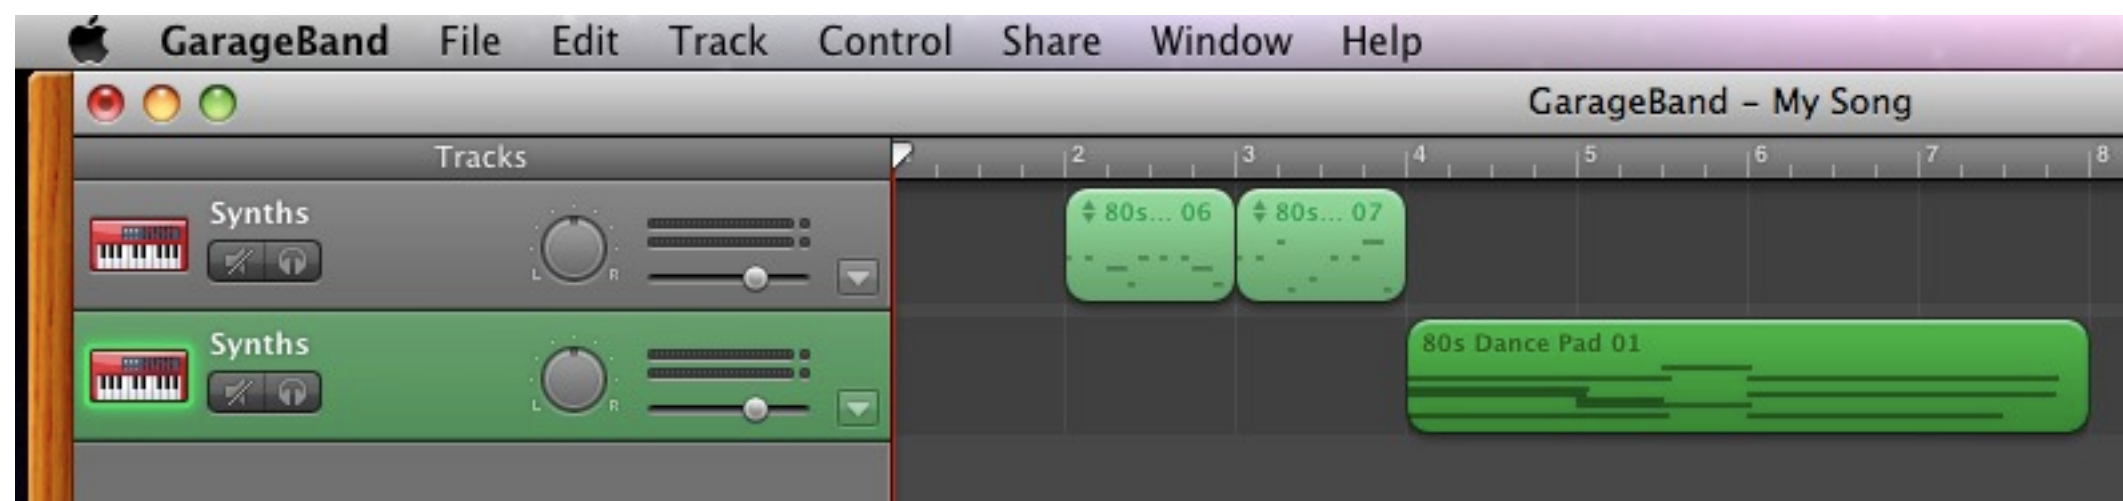 GarageBand File Edit Track Control Share Window Help
GarageBand – My Song
Tracks
2 3 4 5 6 7 8
Synths
L R
80s... 06
80s... 07
Synths
L R
80s Dance Pad 01